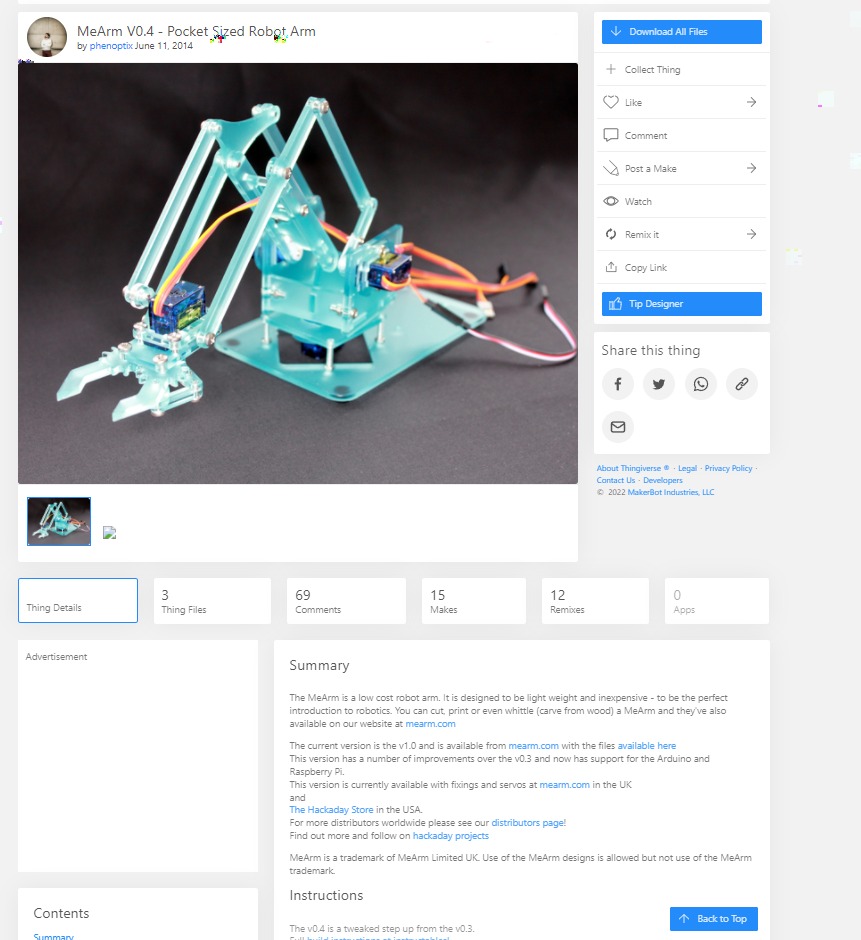 MeArm V0.4 - Pocket Sized Robot Arm
by phenoptix June 11, 2014
Download All Files
Collect Thing
Like
Comment
Post a Make
Watch
Remix it
Copy Link
Tip Designer
Share this thing
About Thingiverse ® · Legal · Privacy Policy ·
Contact Us · Developers
© 2022 MakerBot Industries, LLC
Thing Details
3
Thing Files
69
Comments
15
Makes
12
Remixes
0
Apps
Advertisement
Summary
The MeArm is a low cost robot arm. It is designed to be light weight and inexpensive - to be the perfect
introduction to robotics. You can cut, print or even whittle (carve from wood) a MeArm and they've also
available on our website at mearm.com
The current version is the v1.0 and is available from mearm.com with the files available here
This version has a number of improvements over the v0.3 and now has support for the Arduino and
Raspberry Pi.
This version is currently available with fixings and servos at mearm.com in the UK
and
The Hackaday Store in the USA.
For more distributors worldwide please see our distributors page!
Find out more and follow on hackaday projects
MeArm is a trademark of MeArm Limited UK. Use of the MeArm designs is allowed but not use of the MeArm
trademark.
Instructions
The v0.4 is a tweaked step up from the v0.3.
Full build instructions at instructables!
Back to Top
Contents
Summary